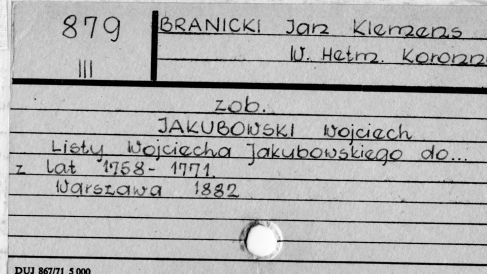 879
III
BRANICKI Jan Klemens
W. Hetm. Koronn
zob.
JAKUBOWSKI Wojciech
Listy Wojciecha Jakubowskiego do...
z lat 1758-1771.
Warszawa 1882
DUJ 867/71 5 000